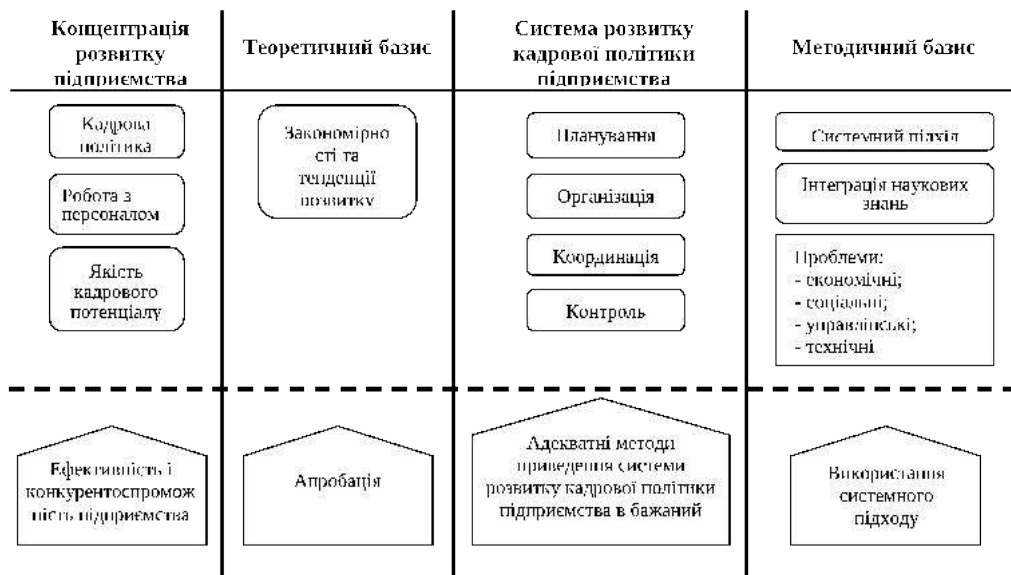 Концентрація
розвитку
підприємства
Теоретичний базис
Система розвитку
кадрової політики
підприємства
Методичний базис
Кадрова
політика
Робота з
персоналом
Якість
кадрового
потенціалу
Закономірно
сті та
тенденції
розвитку
Планування
Організація
Координація
Контроль
Системний підхід
Інтеграція наукових
знань
Проблеми:
- економічні;
- соціальні;
- управлінські;
- технічні
Ефективність і
конкурентоспромож
ність підприємства
Апробація
Адекватні методи
приведення системи
розвитку кадрової політики
підприємства в бажаний
Використання
системного
підходу